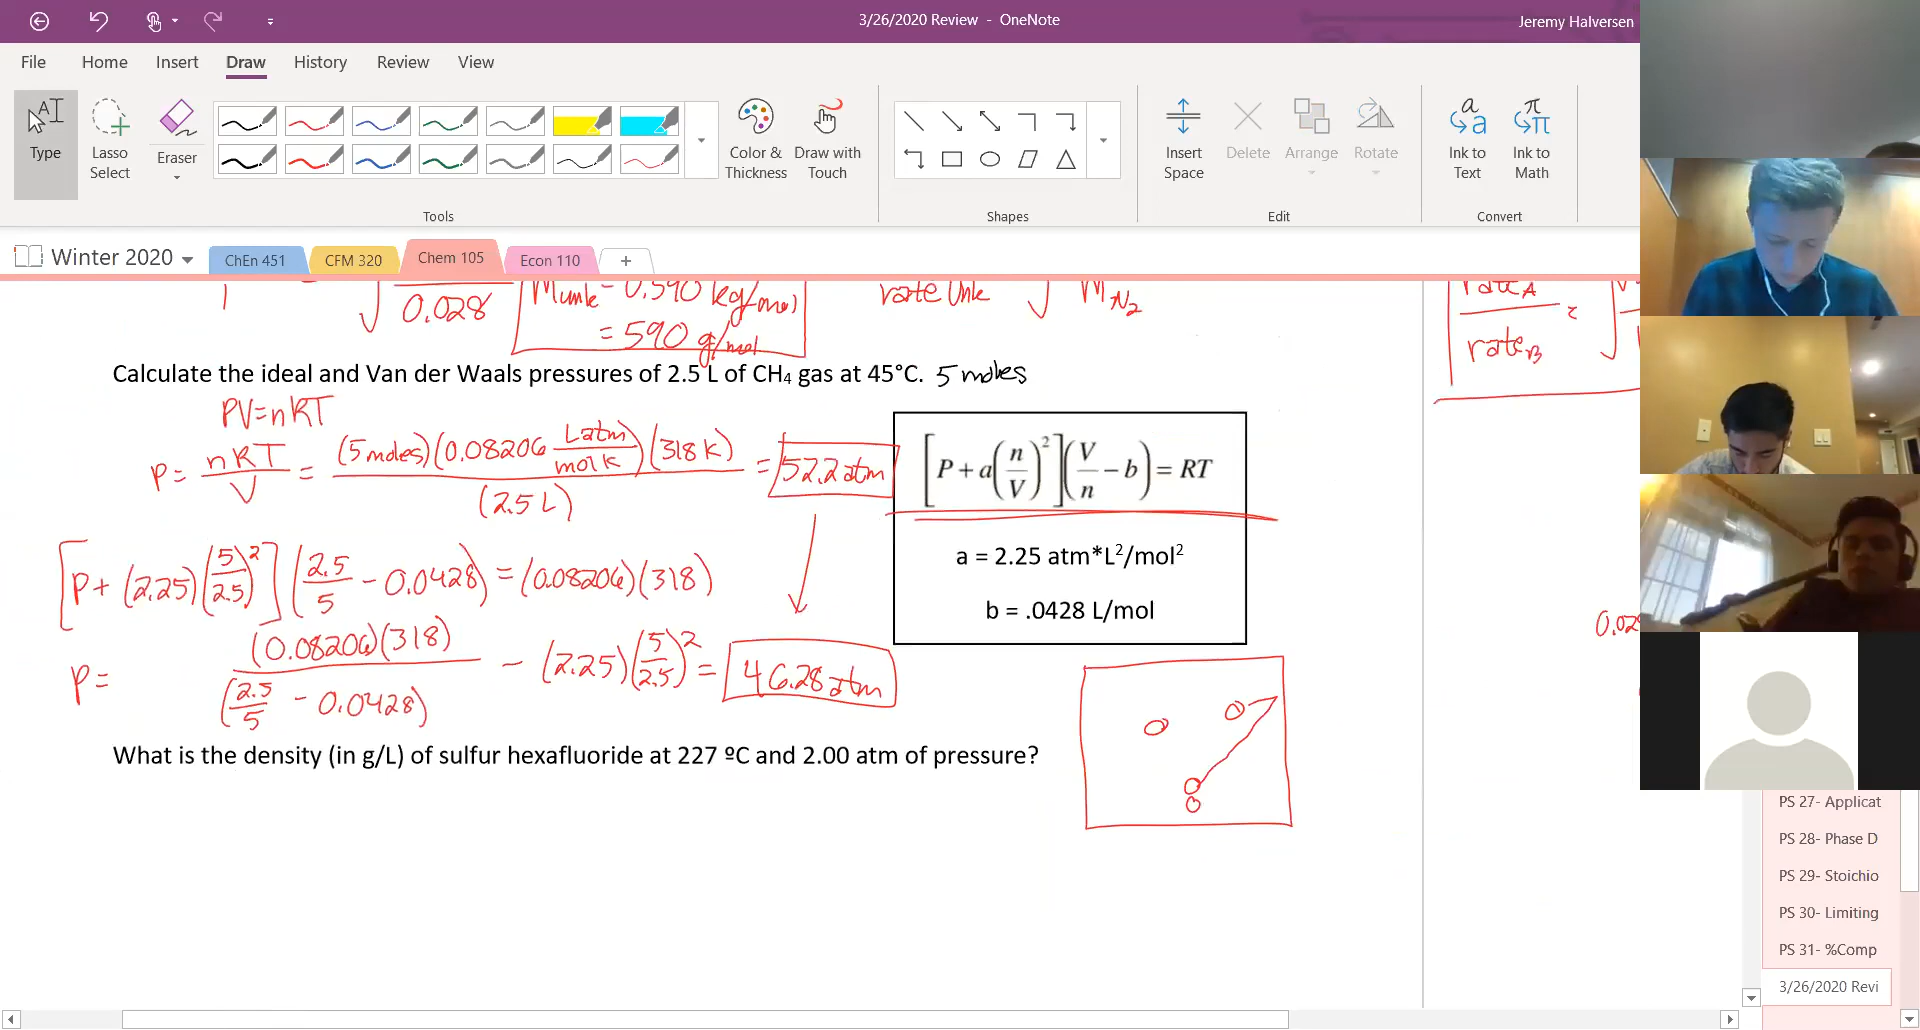 3/26/2020 Review - OneNote
Jeremy Halversen
File Home Insert Draw History Review View
Type
Lasso Select
Eraser
Color & Thickness
Draw with Touch
Insert Space
Delete
Arrange
Rotate
Ink to Text
Ink to Math
Tools
Shapes
Edit
Convert
Winter 2020
ChEn 451
CFM 320
Chem 105
Econ 110
+
0.028
Munk = 0.590 kg/mol
= 590 g/mol
rate Unk
M N₂
rate A
rate B
Calculate the ideal and Van der Waals pressures of 2.5 L of CH₄ gas at 45°C. 5 moles
PV=nRT
P = nRT / V = (5 moles)(0.08206 L atm / mol K)(318 K) / (2.5 L) = 52.2 atm
[P + a(n/V)²](V/n − b) = RT
a = 2.25 atm*L²/mol²
b = .0428 L/mol
[P + (2.25)(5/2.5)²](2.5/5 − 0.0428) = (0.08206)(318)
P = (0.08206)(318) / (2.5/5 − 0.0428) − (2.25)(5/2.5)² = 46.28 atm
What is the density (in g/L) of sulfur hexafluoride at 227 ºC and 2.00 atm of pressure?
PS 27- Applicat
PS 28- Phase D
PS 29- Stoichio
PS 30- Limiting
PS 31- %Comp
3/26/2020 Revi